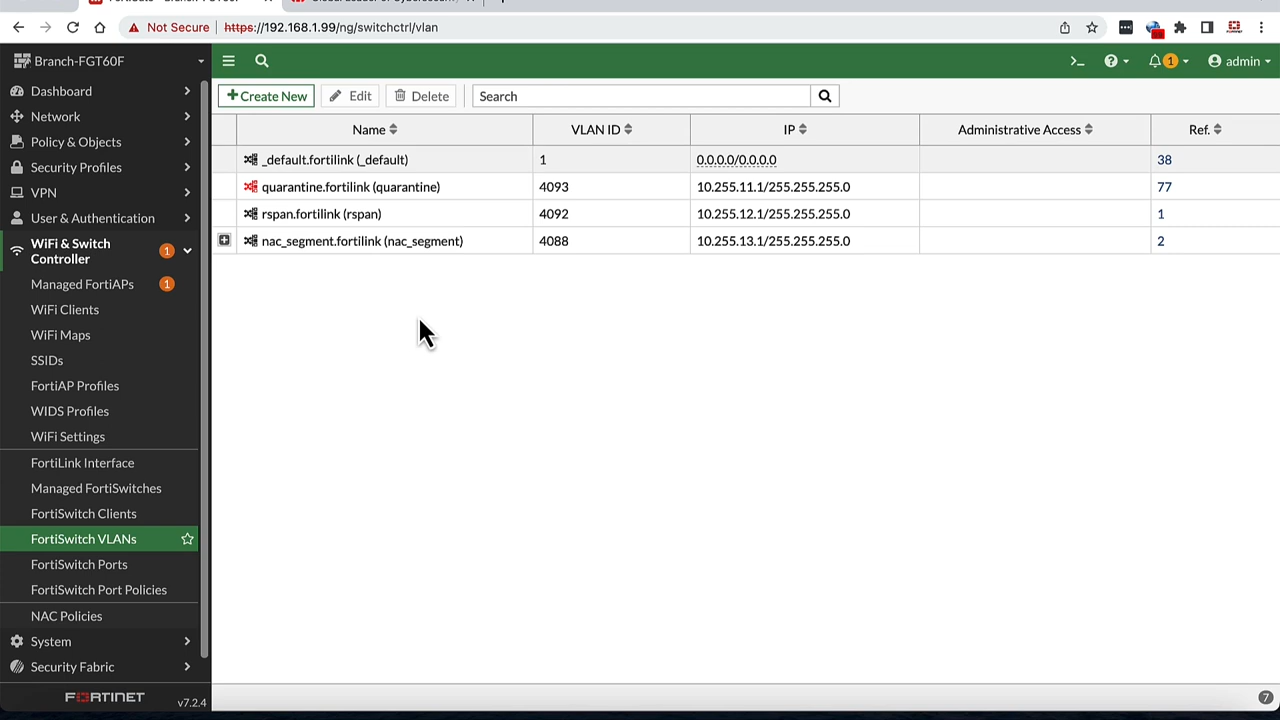 Not Secure https://192.168.1.99/ng/switchctrl/vlan
Branch-FGT60F
1
admin
Dashboard
Network
Policy & Objects
Security Profiles
VPN
User & Authentication
WiFi & Switch
Controller
1
Managed FortiAPs
1
WiFi Clients
WiFi Maps
SSIDs
FortiAP Profiles
WIDS Profiles
WiFi Settings
FortiLink Interface
Managed FortiSwitches
FortiSwitch Clients
FortiSwitch VLANs
FortiSwitch Ports
FortiSwitch Port Policies
NAC Policies
System
Security Fabric
FORTINET
v7.2.4
+Create New Edit Delete Search
Name VLAN ID IP Administrative Access Ref.
_default.fortilink (_default) 1 0.0.0.0/0.0.0.0 38
quarantine.fortilink (quarantine) 4093 10.255.11.1/255.255.255.0 77
rspan.fortilink (rspan) 4092 10.255.12.1/255.255.255.0 1
nac_segment.fortilink (nac_segment) 4088 10.255.13.1/255.255.255.0 2
7